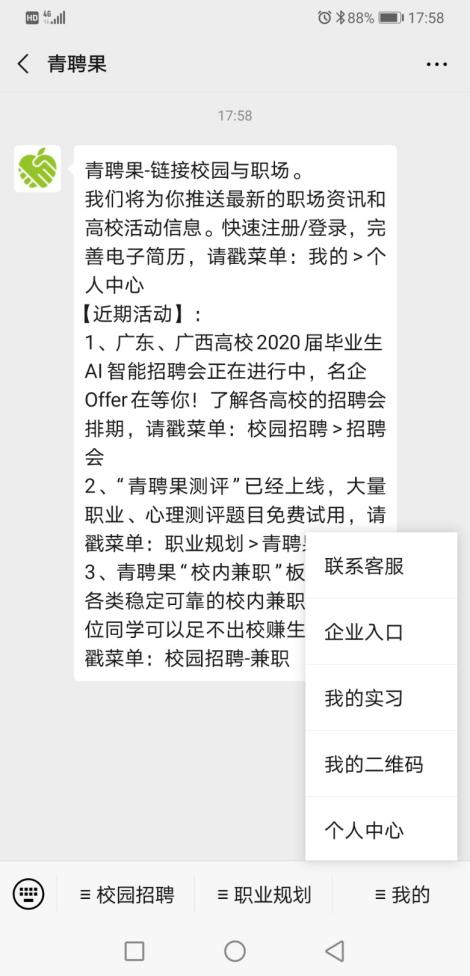 HD 4G 88% 17:58
青聘果
17:58
青聘果-链接校园与职场。
我们将为你推送最新的职场资讯和
高校活动信息。快速注册/登录，完
善电子简历，请戳菜单：我的>个
人中心
【近期活动】：
1、广东、广西高校2020届毕业生
AI智能招聘会正在进行中，名企
Offer在等你！了解各高校的招聘会
排期，请戳菜单：校园招聘>招聘
会
2、“青聘果测评”已经上线，大量
职业、心理测评题目免费试用，请
戳菜单：职业规划>青聘
3、青聘果“校内兼职”板
各类稳定可靠的校内兼职
位同学可以足不出校赚生
戳菜单：校园招聘-兼职
联系客服
企业入口
我的实习
我的二维码
个人中心
校园招聘
职业规划
我的